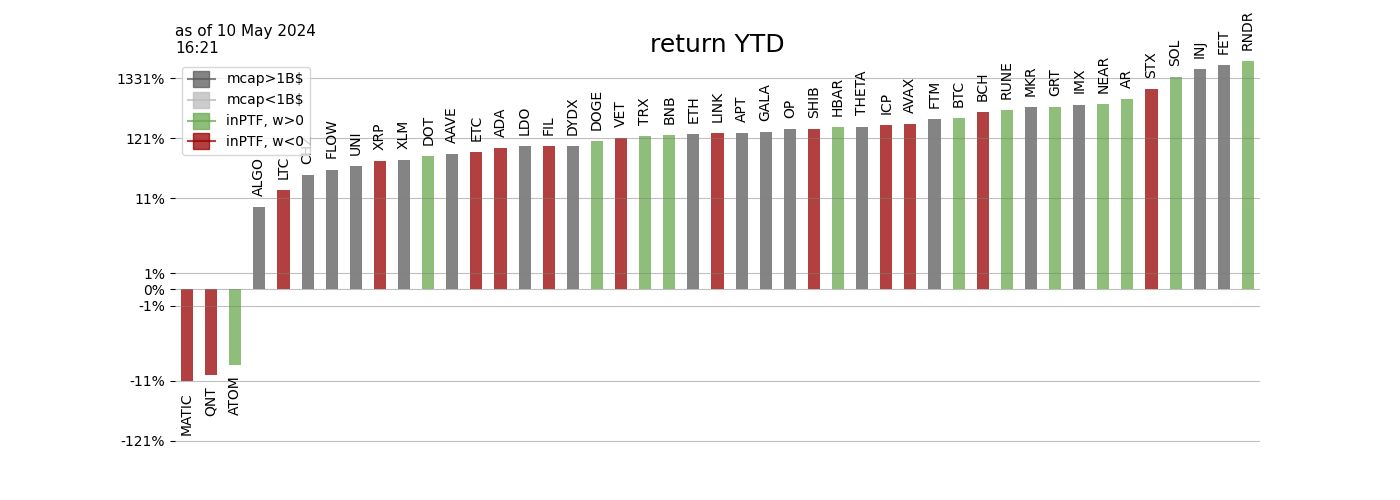 as of 10 May 2024
16:21
return YTD
mcap>1B$
mcap<1B$
inPTF, w>0
inPTF, w<0
1331%
121%
11%
1%
0%
-1%
-11%
-121%
MATIC
QNT
ATOM
ALGO
LTC
CHZ
FLOW
UNI
XRP
XLM
DOT
AAVE
ETC
ADA
LDO
FIL
DYDX
DOGE
VET
TRX
BNB
ETH
LINK
APT
GALA
OP
SHIB
HBAR
THETA
ICP
AVAX
FTM
BTC
BCH
RUNE
MKR
GRT
IMX
NEAR
AR
STX
SOL
INJ
FET
RNDR